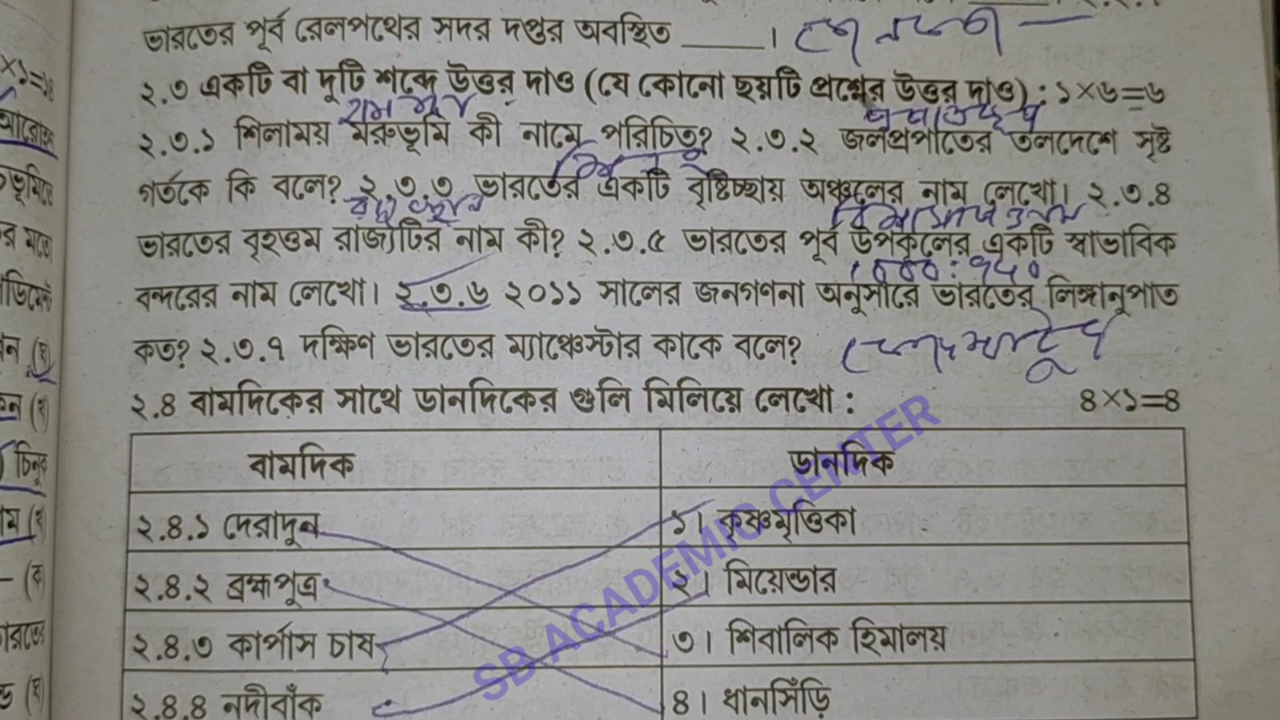 ভারতের পূর্ব রেলপথের সদর দপ্তর অবস্থিত ______।
২.৩ একটি বা দুটি শব্দে উত্তর দাও (যে কোনো ছয়টি প্রশ্নের উত্তর দাও) : ১×৬=৬
২.৩.১ শিলাময় মরুভূমি কী নামে পরিচিত? ২.৩.২ জলপ্রপাতের তলদেশে সৃষ্ট
গর্তকে কি বলে? ২.৩.৩ ভারতের একটি বৃষ্টিচ্ছায় অঞ্চলের নাম লেখো। ২.৩.৪
ভারতের বৃহত্তম রাজ্যটির নাম কী? ২.৩.৫ ভারতের পূর্ব উপকূলের একটি স্বাভাবিক
বন্দরের নাম লেখো। ২.৩.৬ ২০১১ সালের জনগণনা অনুসারে ভারতের লিঙ্গানুপাত
কত? ২.৩.৭ দক্ষিণ ভারতের ম্যাঞ্চেস্টার কাকে বলে?
২.৪ বামদিকের সাথে ডানদিকের গুলি মিলিয়ে লেখো : ৪×১=৪
বামদিক ডানদিক
২.৪.১ দেরাদুন ১। কৃষ্ণমৃত্তিকা
২.৪.২ ব্রহ্মপুত্র ২। মিয়েন্ডার
২.৪.৩ কার্পাস চাষ ৩। শিবালিক হিমালয়
২.৪.৪ নদীবাঁক ৪। ধানসিঁড়ি
SB ACADEMIC CENTER